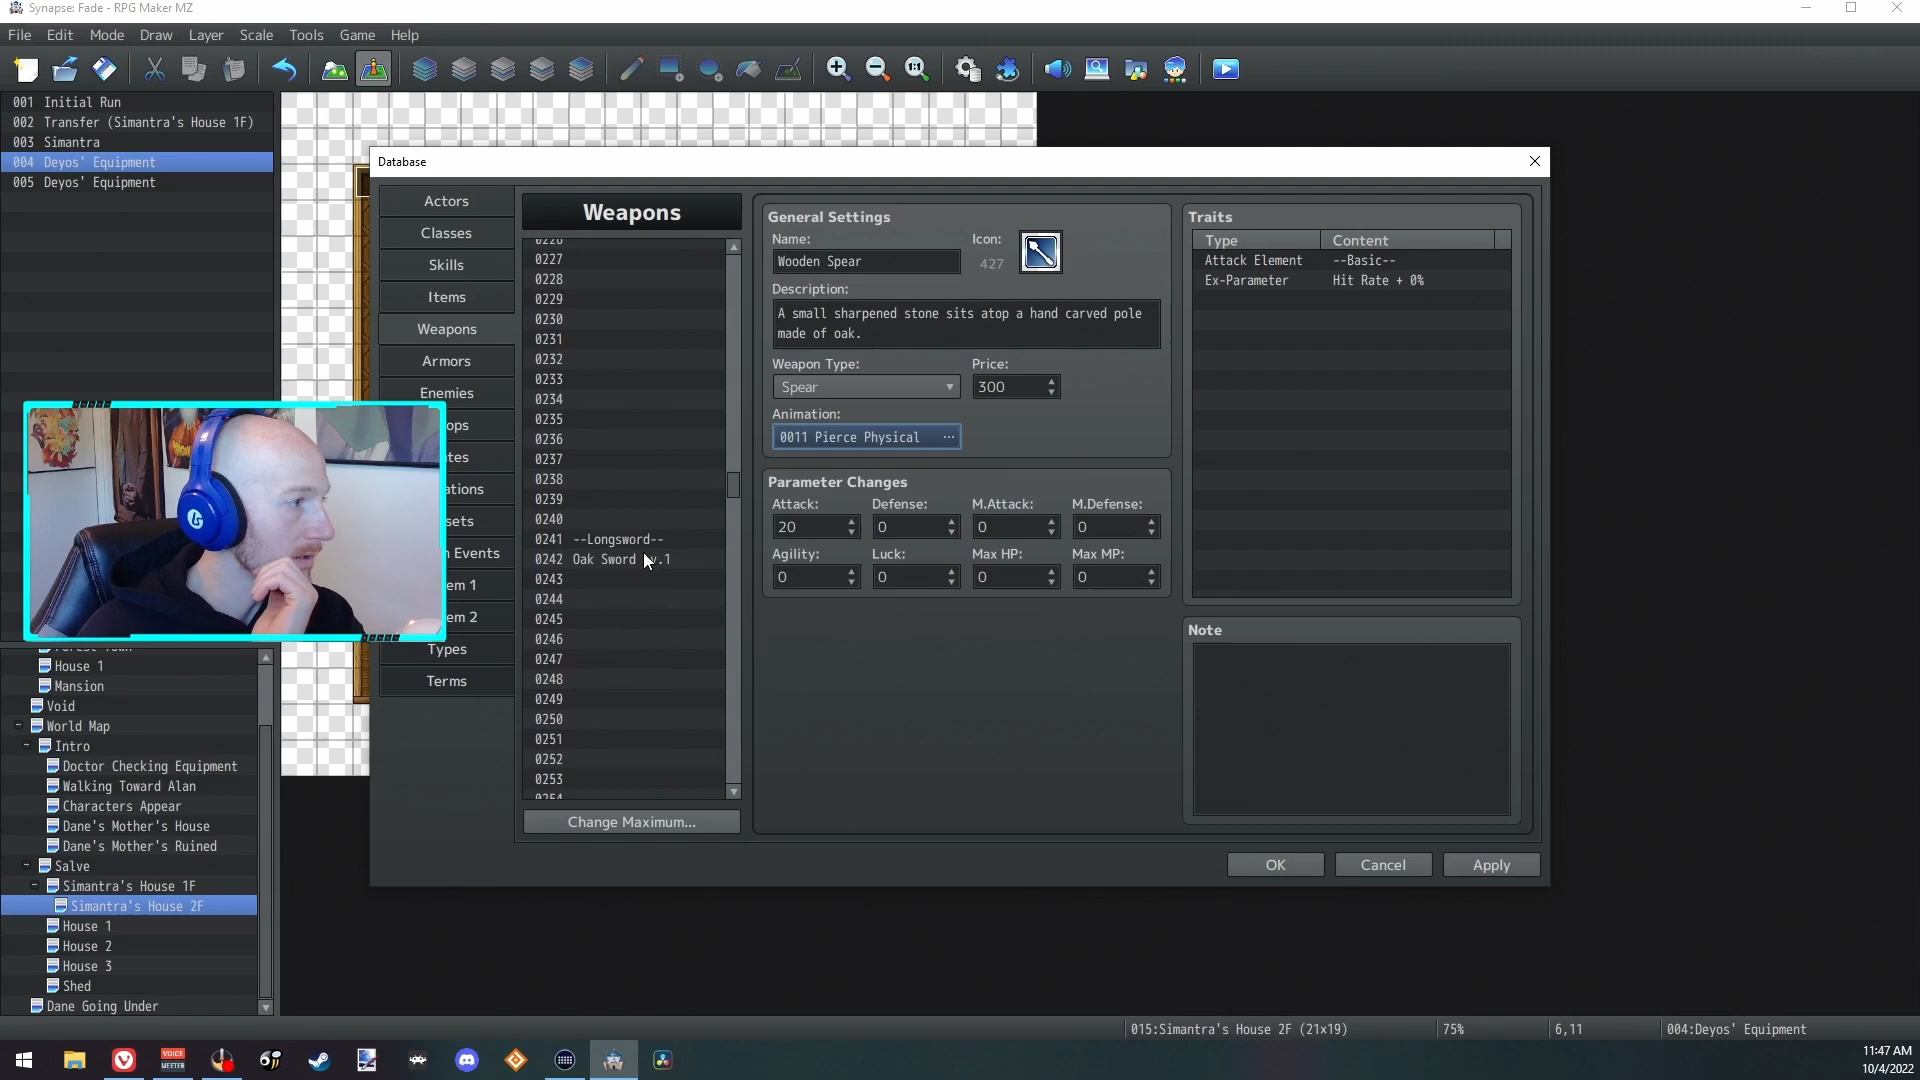 Synapse: Fade - RPG Maker MZ
File Edit Mode Draw Layer Scale Tools Game Help
001 Initial Run
002 Transfer (Simantra's House 1F)
003 Simantra
004 Deyos' Equipment
005 Deyos' Equipment
Database
Actors
Classes
Skills
Items
Weapons
Armors
Enemies
ops
tes
ations
sets
n Events
em 1
em 2
Types
Terms
Weapons
0226
0227
0228
0229
0230
0231
0232
0233
0234
0235
0236
0237
0238
0239
0240
0241 --Longsword--
0242 Oak Sword v.1
0243
0244
0245
0246
0247
0248
0249
0250
0251
0252
0253
0254
Change Maximum...
General Settings
Name: Icon:
Wooden Spear 427
Description:
A small sharpened stone sits atop a hand carved pole
made of oak.
Weapon Type: Price:
Spear 300
Animation:
0011 Pierce Physical ...
Parameter Changes
Attack: Defense: M.Attack: M.Defense:
20 0 0 0
Agility: Luck: Max HP: Max MP:
0 0 0 0
Traits
Type Content
Attack Element --Basic--
Ex-Parameter Hit Rate + 0%
Note
OK Cancel Apply
House 1
Mansion
Void
World Map
Intro
Doctor Checking Equipment
Walking Toward Alan
Characters Appear
Dane's Mother's House
Dane's Mother's Ruined
Salve
Simantra's House 1F
Simantra's House 2F
House 1
House 2
House 3
Shed
Dane Going Under
015:Simantra's House 2F (21x19) 75% 6,11 004:Deyos' Equipment
VOICE
MEETER
11:47 AM
10/4/2022